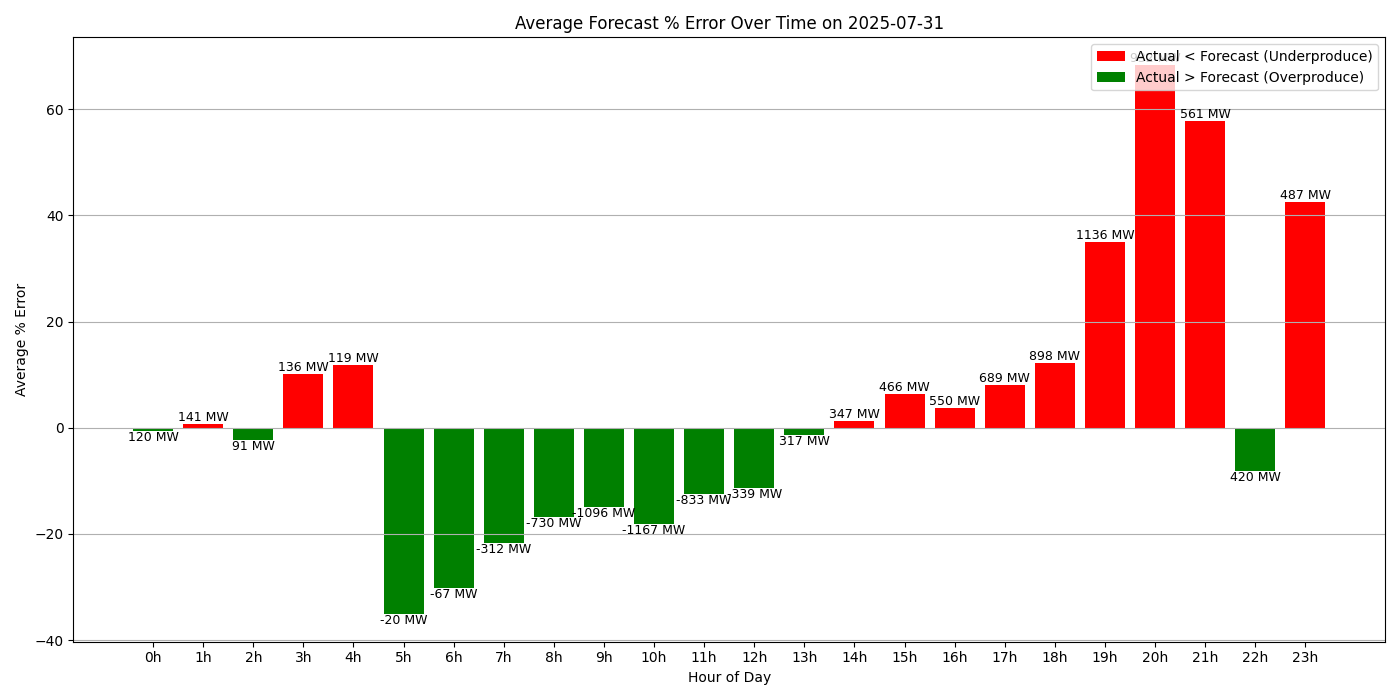 Average Forecast % Error Over Time on 2025-07-31
Actual < Forecast (Underproduce)
Actual > Forecast (Overproduce)
Average % Error
60
40
20
0
−20
−40
120 MW
141 MW
91 MW
136 MW
119 MW
-20 MW
-67 MW
-312 MW
-730 MW
-1096 MW
-1167 MW
-833 MW
-339 MW
317 MW
347 MW
466 MW
550 MW
689 MW
898 MW
1136 MW
561 MW
420 MW
487 MW
0h 1h 2h 3h 4h 5h 6h 7h 8h 9h 10h 11h 12h 13h 14h 15h 16h 17h 18h 19h 20h 21h 22h 23h
Hour of Day